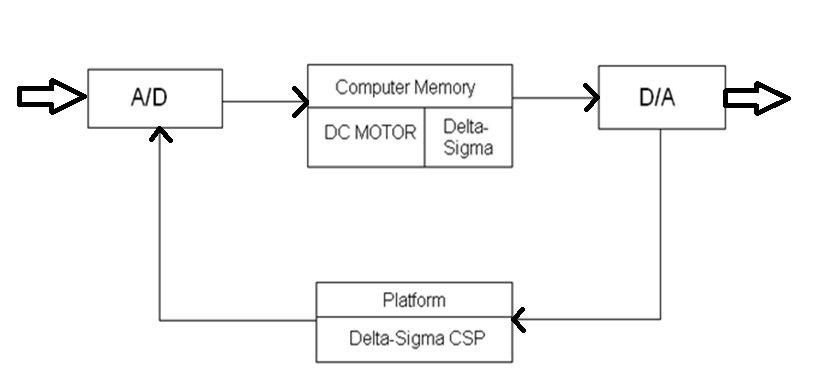 A/D
Computer Memory
DC MOTOR
Delta-
Sigma
D/A
Platform
Delta-Sigma CSP